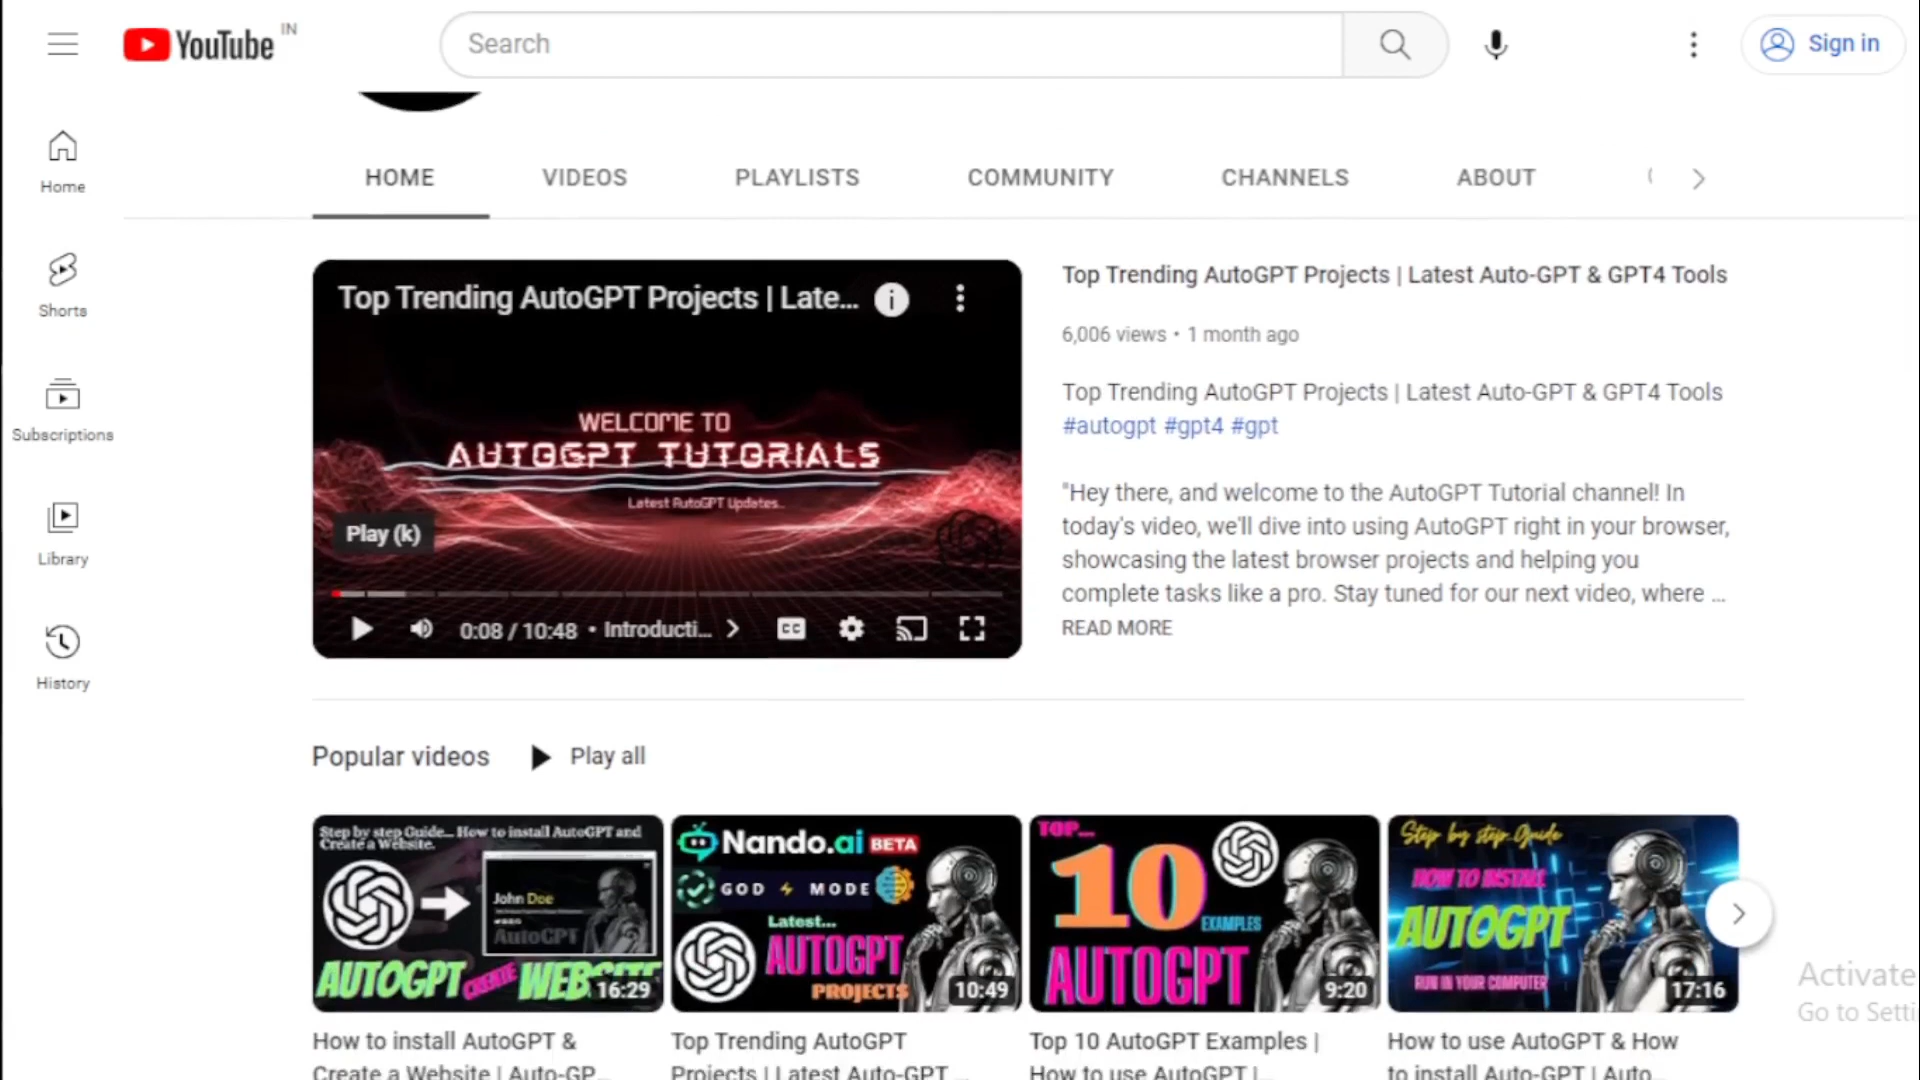 YouTube IN
Search
Sign in
Home
Shorts
Subscriptions
Library
History
HOME VIDEOS PLAYLISTS COMMUNITY CHANNELS ABOUT
Top Trending AutoGPT Projects | Late...
WELCOME TO
AUTOGPT TUTORIALS
Latest AutoGPT Updates..
Play (k)
0:08 / 10:48 • Introducti...
CC
Top Trending AutoGPT Projects | Latest Auto-GPT & GPT4 Tools
6,006 views • 1 month ago
Top Trending AutoGPT Projects | Latest Auto-GPT & GPT4 Tools
#autogpt #gpt4 #gpt
"Hey there, and welcome to the AutoGPT Tutorial channel! In
today's video, we'll dive into using AutoGPT right in your browser,
showcasing the latest browser projects and helping you
complete tasks like a pro. Stay tuned for our next video, where ...
READ MORE
Popular videos
Play all
Step by step Guide... How to install AutoGPT and
Create a Website.
John Doe
AutoGPT
AUTOGPT CREATE WEBSITE
16:29
Nando.ai BETA
GOD MODE
Latest...
AUTOGPT
PROJECTS
10:49
TOP...
10
EXAMPLES
AUTOGPT
9:20
Step by step Guide
HOW TO INSTALL
AUTOGPT
RUN IN YOUR COMPUTER
17:16
How to install AutoGPT &
Create a Website | Auto-GP...
Top Trending AutoGPT
Projects | Latest Auto-GPT ...
Top 10 AutoGPT Examples |
How to use AutoGPT |...
How to use AutoGPT & How
to install Auto-GPT | Auto...
Activate
Go to Setti